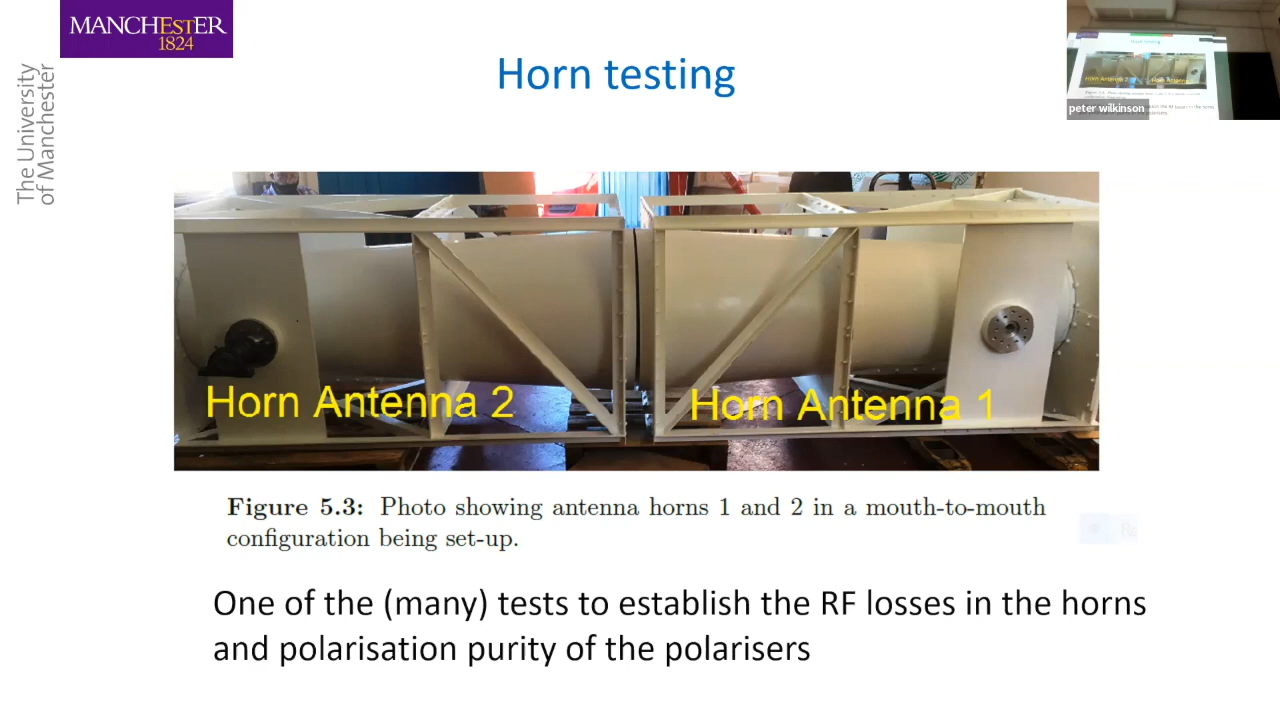 MANCHESTER
1824
The University
of Manchester
Horn testing
peter wilkinson
Horn Antenna 2
Horn Antenna 1
Figure 5.3: Photo showing antenna horns 1 and 2 in a mouth-to-mouth
configuration being set-up.
One of the (many) tests to establish the RF losses in the horns
and polarisation purity of the polarisers